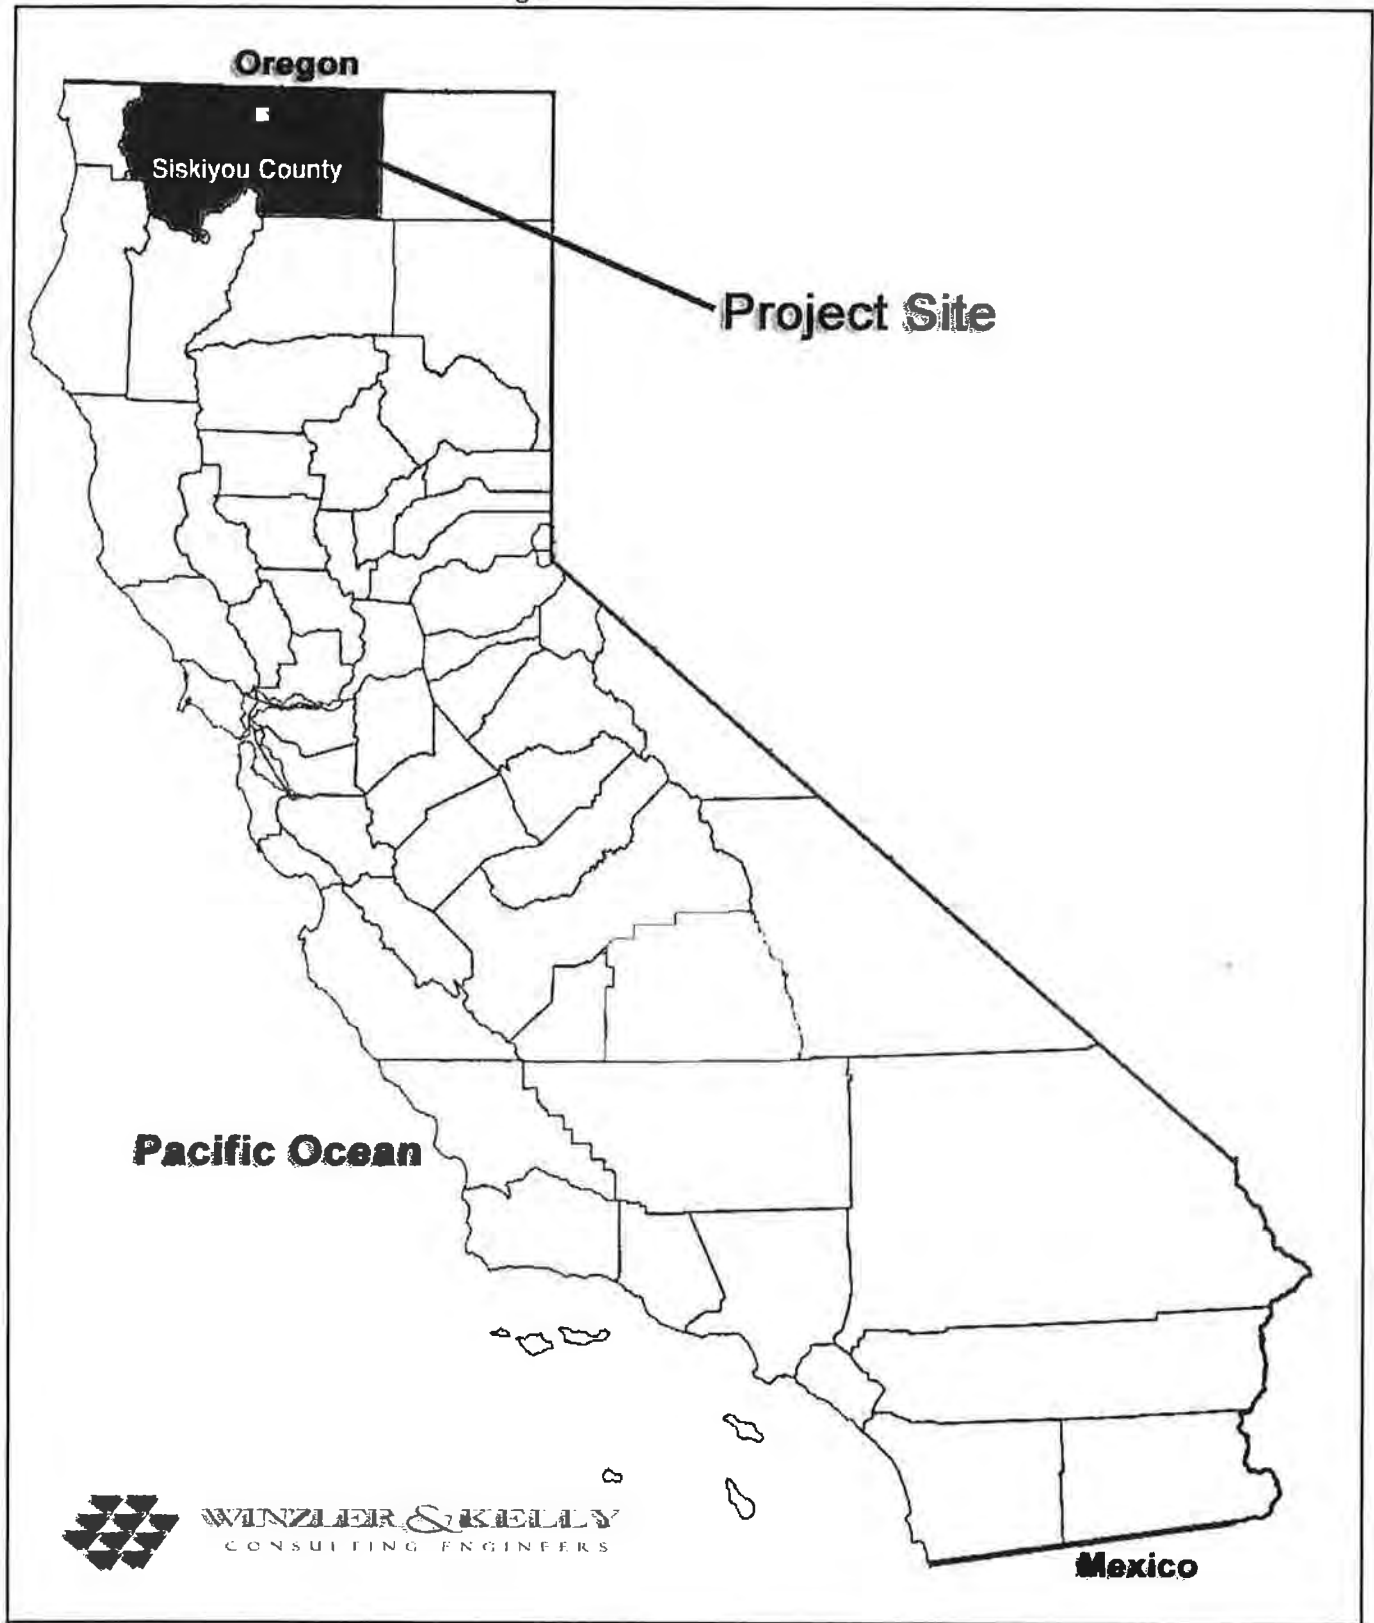 Oregon
Siskiyou County
Project Site
Pacific Ocean
WINZLER & KELLY
CONSULTING ENGINEERS
Mexico